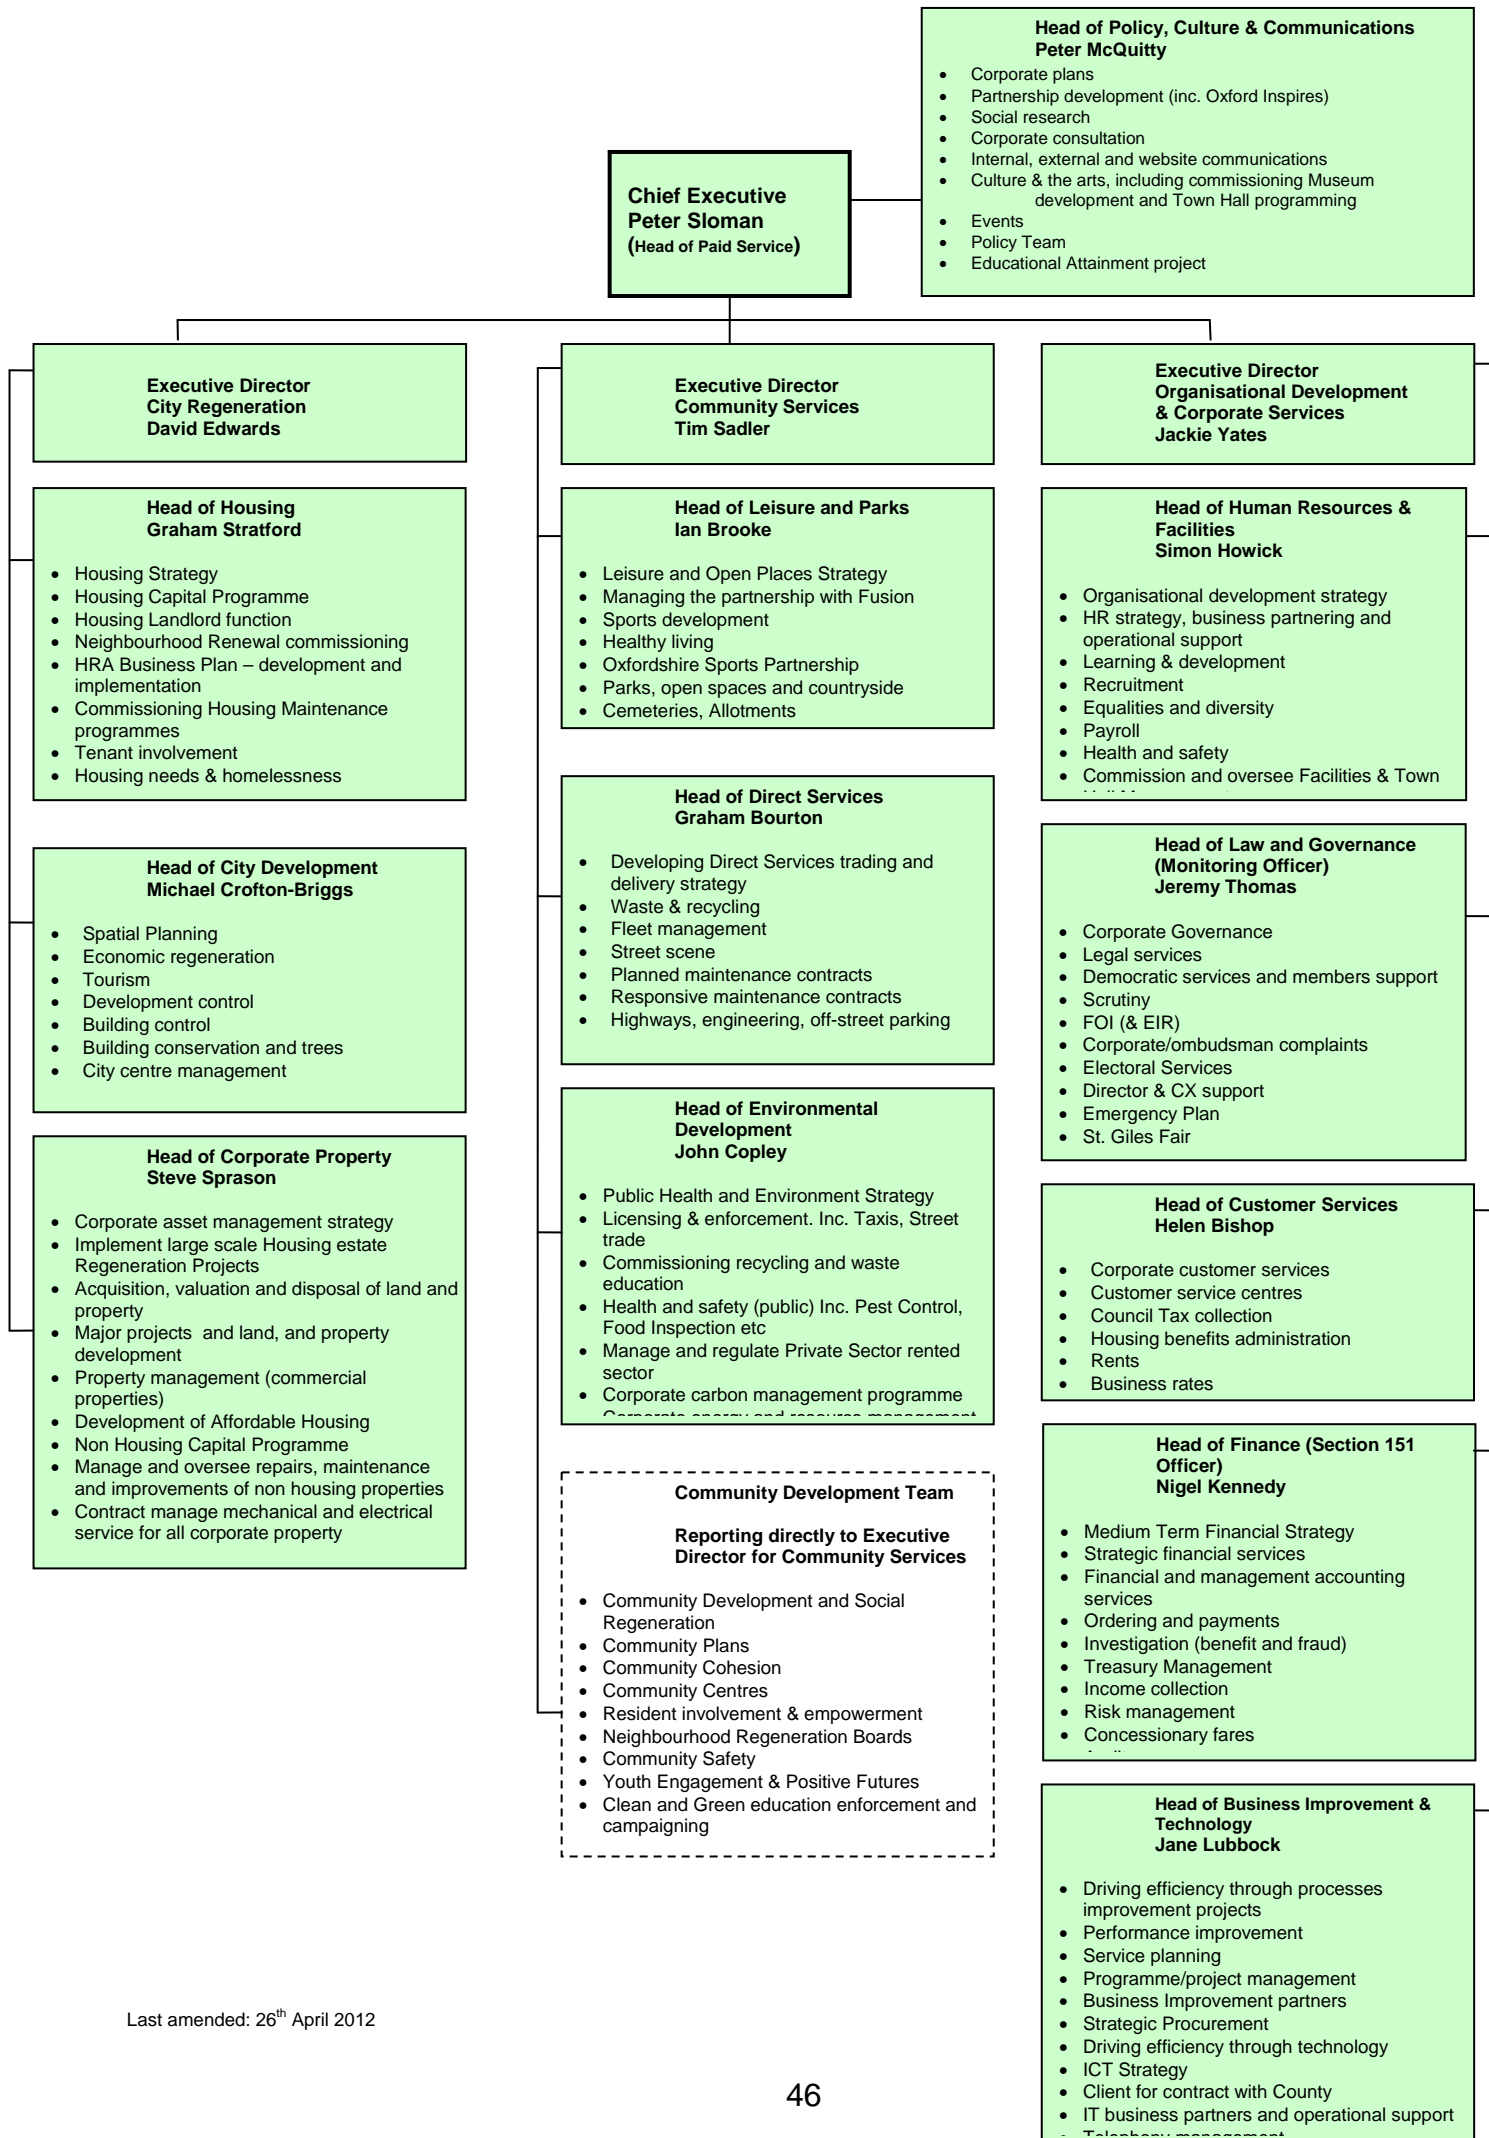 Head of Policy, Culture & Communications
Peter McQuitty
• Corporate plans
• Partnership development (inc. Oxford Inspires)
• Social research
• Corporate consultation
• Internal, external and website communications
• Culture & the arts, including commissioning Museum
development and Town Hall programming
• Events
• Policy Team
• Educational Attainment project
Chief Executive
Peter Sloman
(Head of Paid Service)
Executive Director
City Regeneration
David Edwards
Head of Housing
Graham Stratford
• Housing Strategy
• Housing Capital Programme
• Housing Landlord function
• Neighbourhood Renewal commissioning
• HRA Business Plan – development and
implementation
• Commissioning Housing Maintenance
programmes
• Tenant involvement
• Housing needs & homelessness
Head of City Development
Michael Crofton-Briggs
• Spatial Planning
• Economic regeneration
• Tourism
• Development control
• Building control
• Building conservation and trees
• City centre management
Head of Corporate Property
Steve Sprason
• Corporate asset management strategy
• Implement large scale Housing estate
Regeneration Projects
• Acquisition, valuation and disposal of land and
property
• Major projects and land, and property
development
• Property management (commercial
properties)
• Development of Affordable Housing
• Non Housing Capital Programme
• Manage and oversee repairs, maintenance
and improvements of non housing properties
• Contract manage mechanical and electrical
service for all corporate property
Executive Director
Community Services
Tim Sadler
Head of Leisure and Parks
Ian Brooke
• Leisure and Open Places Strategy
• Managing the partnership with Fusion
• Sports development
• Healthy living
• Oxfordshire Sports Partnership
• Parks, open spaces and countryside
• Cemeteries, Allotments
Head of Direct Services
Graham Bourton
• Developing Direct Services trading and
delivery strategy
• Waste & recycling
• Fleet management
• Street scene
• Planned maintenance contracts
• Responsive maintenance contracts
• Highways, engineering, off-street parking
Head of Environmental
Development
John Copley
• Public Health and Environment Strategy
• Licensing & enforcement. Inc. Taxis, Street
trade
• Commissioning recycling and waste
education
• Health and safety (public) Inc. Pest Control,
Food Inspection etc
• Manage and regulate Private Sector rented
sector
• Corporate carbon management programme
• Corporate energy and resource management
Community Development Team
Reporting directly to Executive
Director for Community Services
• Community Development and Social
Regeneration
• Community Plans
• Community Cohesion
• Community Centres
• Resident involvement & empowerment
• Neighbourhood Regeneration Boards
• Community Safety
• Youth Engagement & Positive Futures
• Clean and Green education enforcement and
campaigning
Executive Director
Organisational Development
& Corporate Services
Jackie Yates
Head of Human Resources &
Facilities
Simon Howick
• Organisational development strategy
• HR strategy, business partnering and
operational support
• Learning & development
• Recruitment
• Equalities and diversity
• Payroll
• Health and safety
• Commission and oversee Facilities & Town
Head of Law and Governance
(Monitoring Officer)
Jeremy Thomas
• Corporate Governance
• Legal services
• Democratic services and members support
• Scrutiny
• FOI (& EIR)
• Corporate/ombudsman complaints
• Electoral Services
• Director & CX support
• Emergency Plan
• St. Giles Fair
Head of Customer Services
Helen Bishop
• Corporate customer services
• Customer service centres
• Council Tax collection
• Housing benefits administration
• Rents
• Business rates
Head of Finance (Section 151
Officer)
Nigel Kennedy
• Medium Term Financial Strategy
• Strategic financial services
• Financial and management accounting
services
• Ordering and payments
• Investigation (benefit and fraud)
• Treasury Management
• Income collection
• Risk management
• Concessionary fares
Head of Business Improvement &
Technology
Jane Lubbock
• Driving efficiency through processes
improvement projects
• Performance improvement
• Service planning
• Programme/project management
• Business Improvement partners
• Strategic Procurement
• Driving efficiency through technology
• ICT Strategy
• Client for contract with County
• IT business partners and operational support
• Telephony management
Last amended: 26th April 2012
46